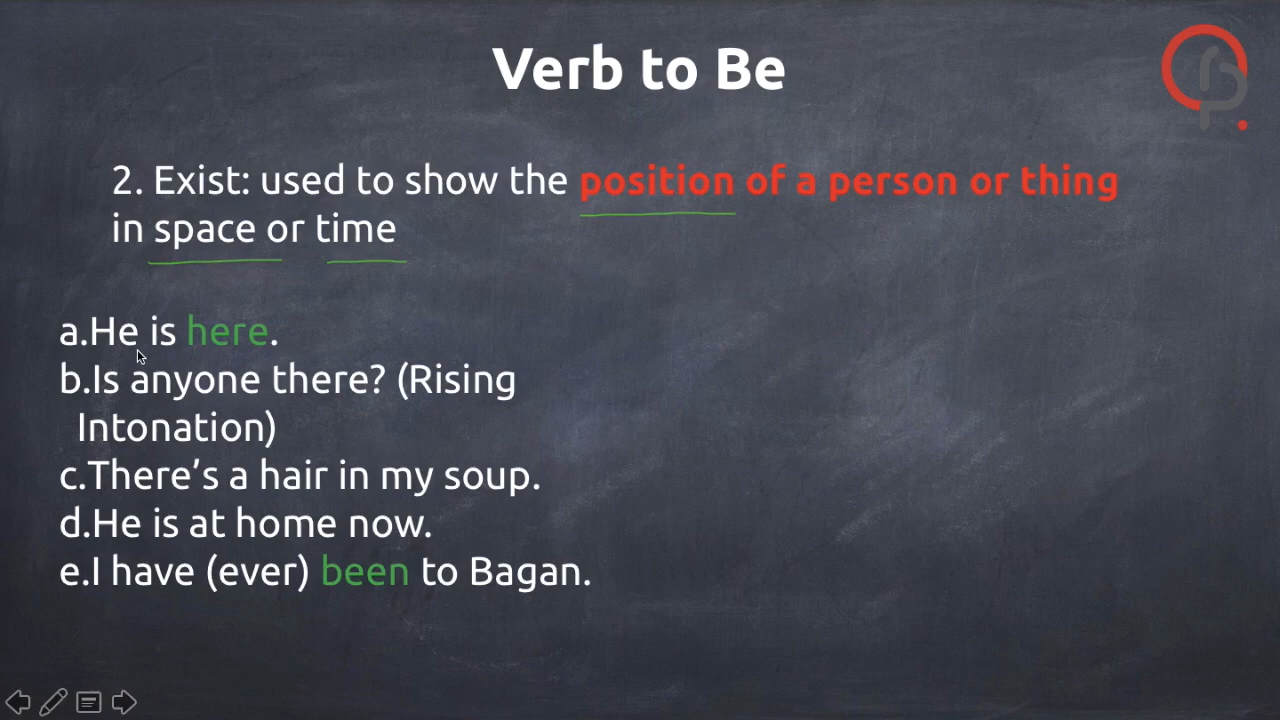 Verb to Be
2. Exist: used to show the position of a person or thing
in space or time
a.He is here.
b.Is anyone there? (Rising
Intonation)
c.There’s a hair in my soup.
d.He is at home now.
e.I have (ever) been to Bagan.